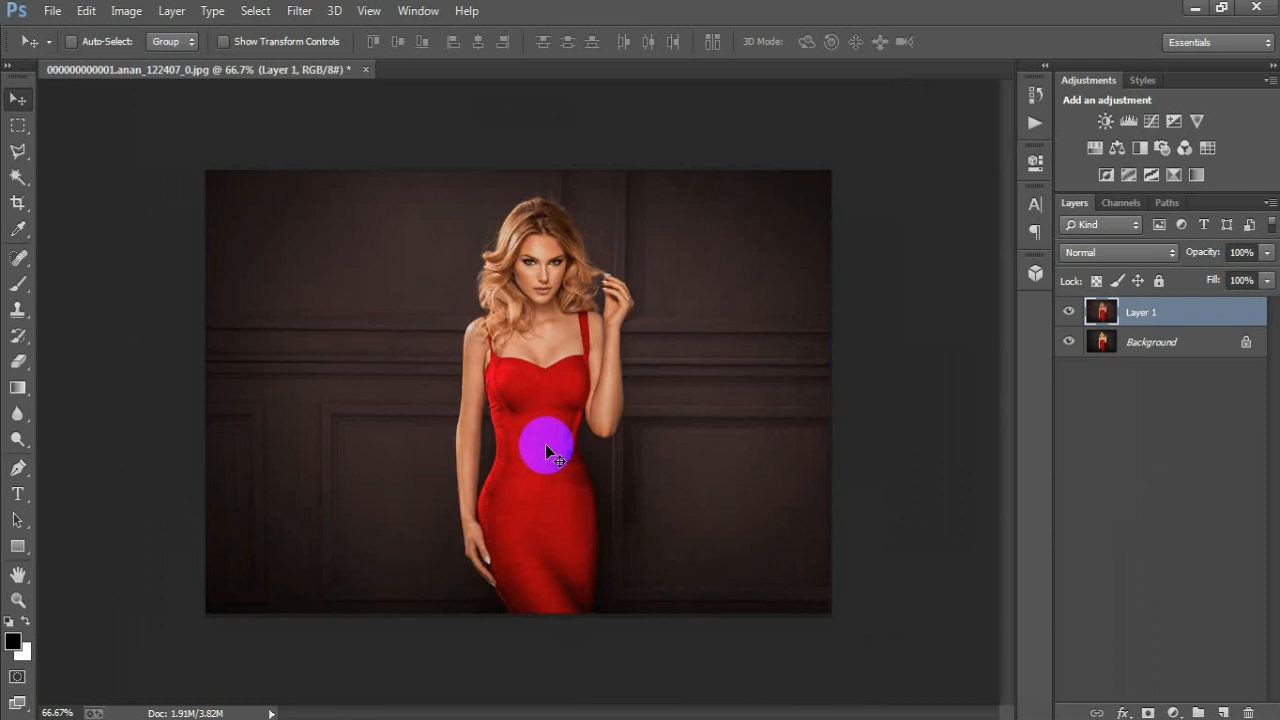 Ps File Edit Image Layer Type Select Filter 3D View Window Help
Auto-Select: Group Show Transform Controls 3D Mode: Essentials
000000000001.anan_122407_0.jpg @ 66.7% (Layer 1, RGB/8#) * ×
Adjustments Styles
Add an adjustment
Layers Channels Paths
Kind
Normal Opacity: 100%
Lock: Fill: 100%
Layer 1
Background
66.67% Doc: 1.91M/3.82M